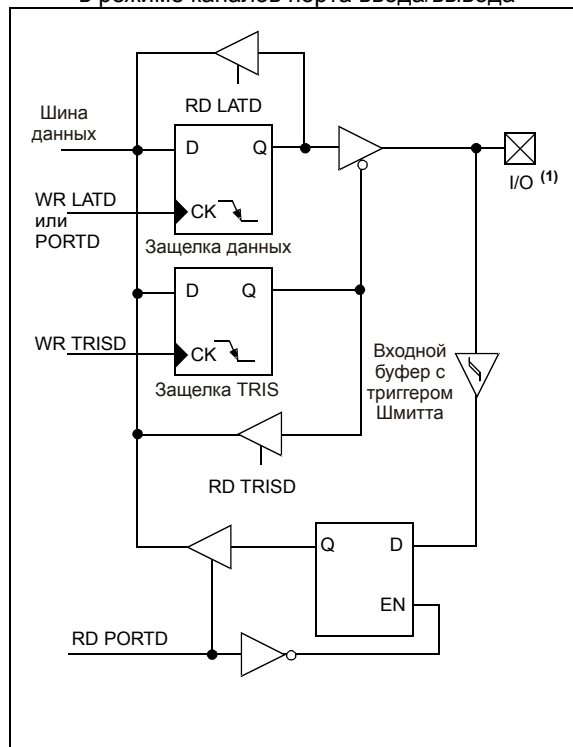 в режиме каналов порта ввода/вывода
RD LATD
Шина
данных
D Q
I/O (1)
WR LATD
или
PORTD
CK
Защелка данных
D Q
WR TRISD
CK
Защелка TRIS
Входной
буфер с
триггером
Шмитта
RD TRISD
Q D
EN
RD PORTD